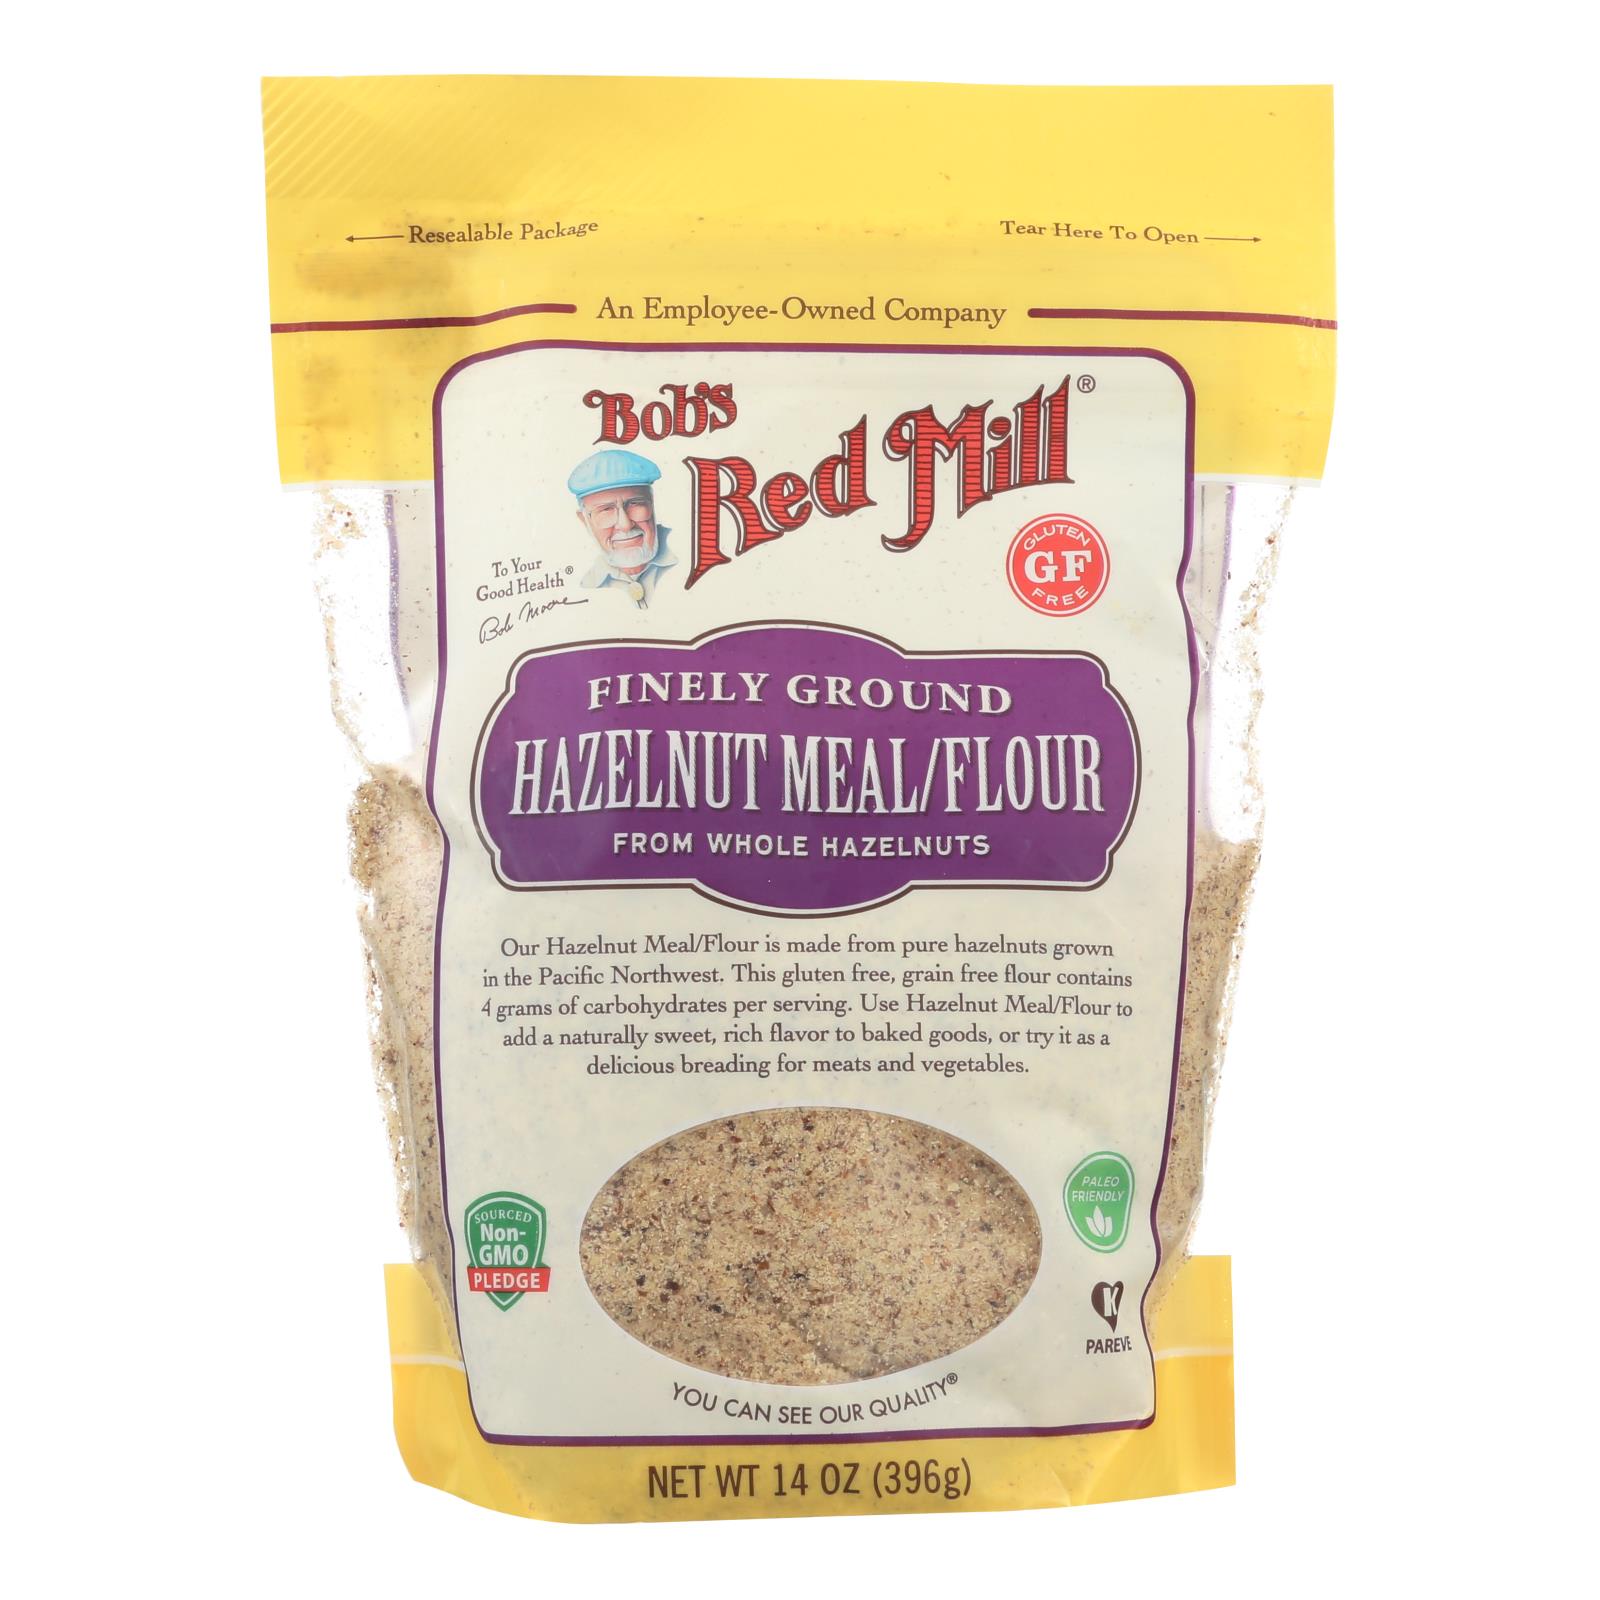 Resealable Package
Tear Here To Open
An Employee-Owned Company
Bob's
Red Mill®
To Your
Good Health®
Bob Moore
GLUTEN
GF
FREE
FINELY GROUND
HAZELNUT MEAL/FLOUR
FROM WHOLE HAZELNUTS
Our Hazelnut Meal/Flour is made from pure hazelnuts grown
in the Pacific Northwest. This gluten free, grain free flour contains
4 grams of carbohydrates per serving. Use Hazelnut Meal/Flour to
add a naturally sweet, rich flavor to baked goods, or try it as a
delicious breading for meats and vegetables.
PALEO
FRIENDLY
SOURCED
Non-
GMO
PLEDGE
K
PAREVE
YOU CAN SEE OUR QUALITY®
NET WT 14 OZ (396g)